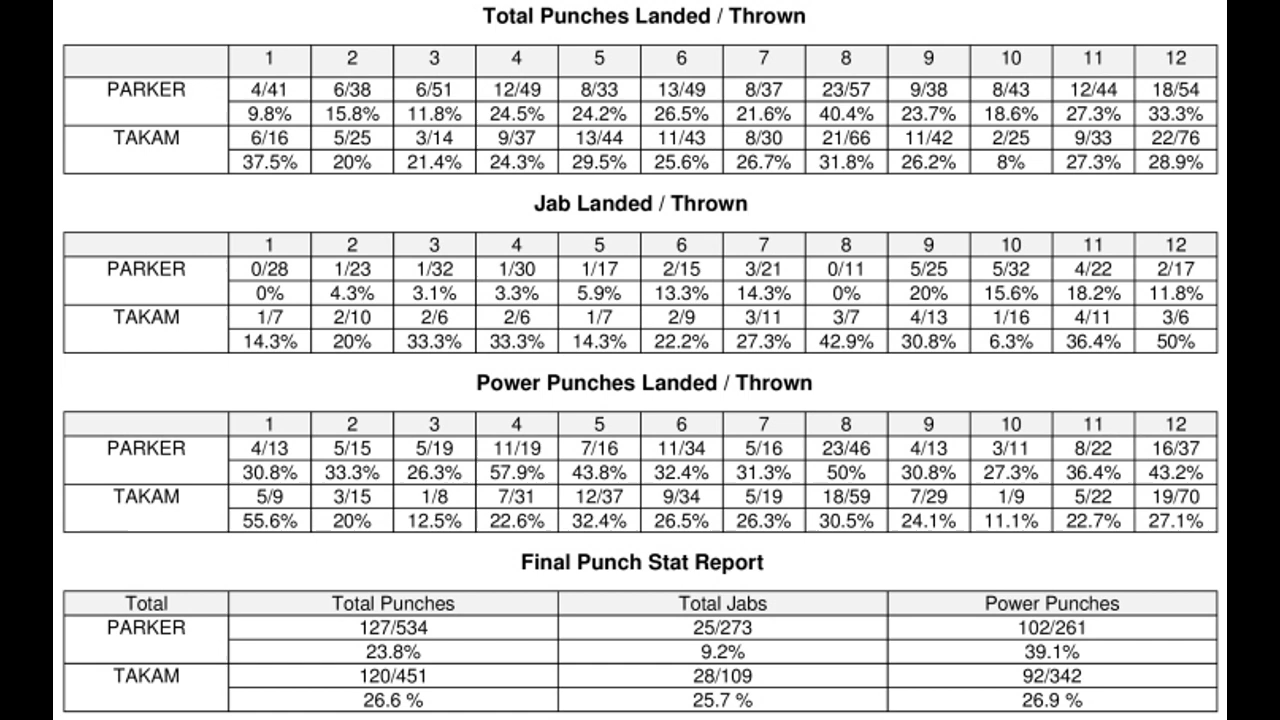 Total Punches Landed / Thrown
1 2 3 4 5 6 7 8 9 10 11 12
PARKER 4/41 6/38 6/51 12/49 8/33 13/49 8/37 23/57 9/38 8/43 12/44 18/54
9.8% 15.8% 11.8% 24.5% 24.2% 26.5% 21.6% 40.4% 23.7% 18.6% 27.3% 33.3%
TAKAM 6/16 5/25 3/14 9/37 13/44 11/43 8/30 21/66 11/42 2/25 9/33 22/76
37.5% 20% 21.4% 24.3% 29.5% 25.6% 26.7% 31.8% 26.2% 8% 27.3% 28.9%
Jab Landed / Thrown
1 2 3 4 5 6 7 8 9 10 11 12
PARKER 0/28 1/23 1/32 1/30 1/17 2/15 3/21 0/11 5/25 5/32 4/22 2/17
0% 4.3% 3.1% 3.3% 5.9% 13.3% 14.3% 0% 20% 15.6% 18.2% 11.8%
TAKAM 1/7 2/10 2/6 2/6 1/7 2/9 3/11 3/7 4/13 1/16 4/11 3/6
14.3% 20% 33.3% 33.3% 14.3% 22.2% 27.3% 42.9% 30.8% 6.3% 36.4% 50%
Power Punches Landed / Thrown
1 2 3 4 5 6 7 8 9 10 11 12
PARKER 4/13 5/15 5/19 11/19 7/16 11/34 5/16 23/46 4/13 3/11 8/22 16/37
30.8% 33.3% 26.3% 57.9% 43.8% 32.4% 31.3% 50% 30.8% 27.3% 36.4% 43.2%
TAKAM 5/9 3/15 1/8 7/31 12/37 9/34 5/19 18/59 7/29 1/9 5/22 19/70
55.6% 20% 12.5% 22.6% 32.4% 26.5% 26.3% 30.5% 24.1% 11.1% 22.7% 27.1%
Final Punch Stat Report
Total Total Punches Total Jabs Power Punches
PARKER 127/534 25/273 102/261
23.8% 9.2% 39.1%
TAKAM 120/451 28/109 92/342
26.6 % 25.7 % 26.9 %